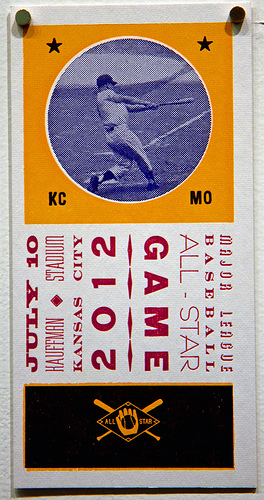 KC
MO
MAJOR LEAGUE
BASEBALL
ALL-STAR
GAME
2012
KANSAS CITY
KAUFFMAN ◆ STADIUM
JULY 10
ALL STAR